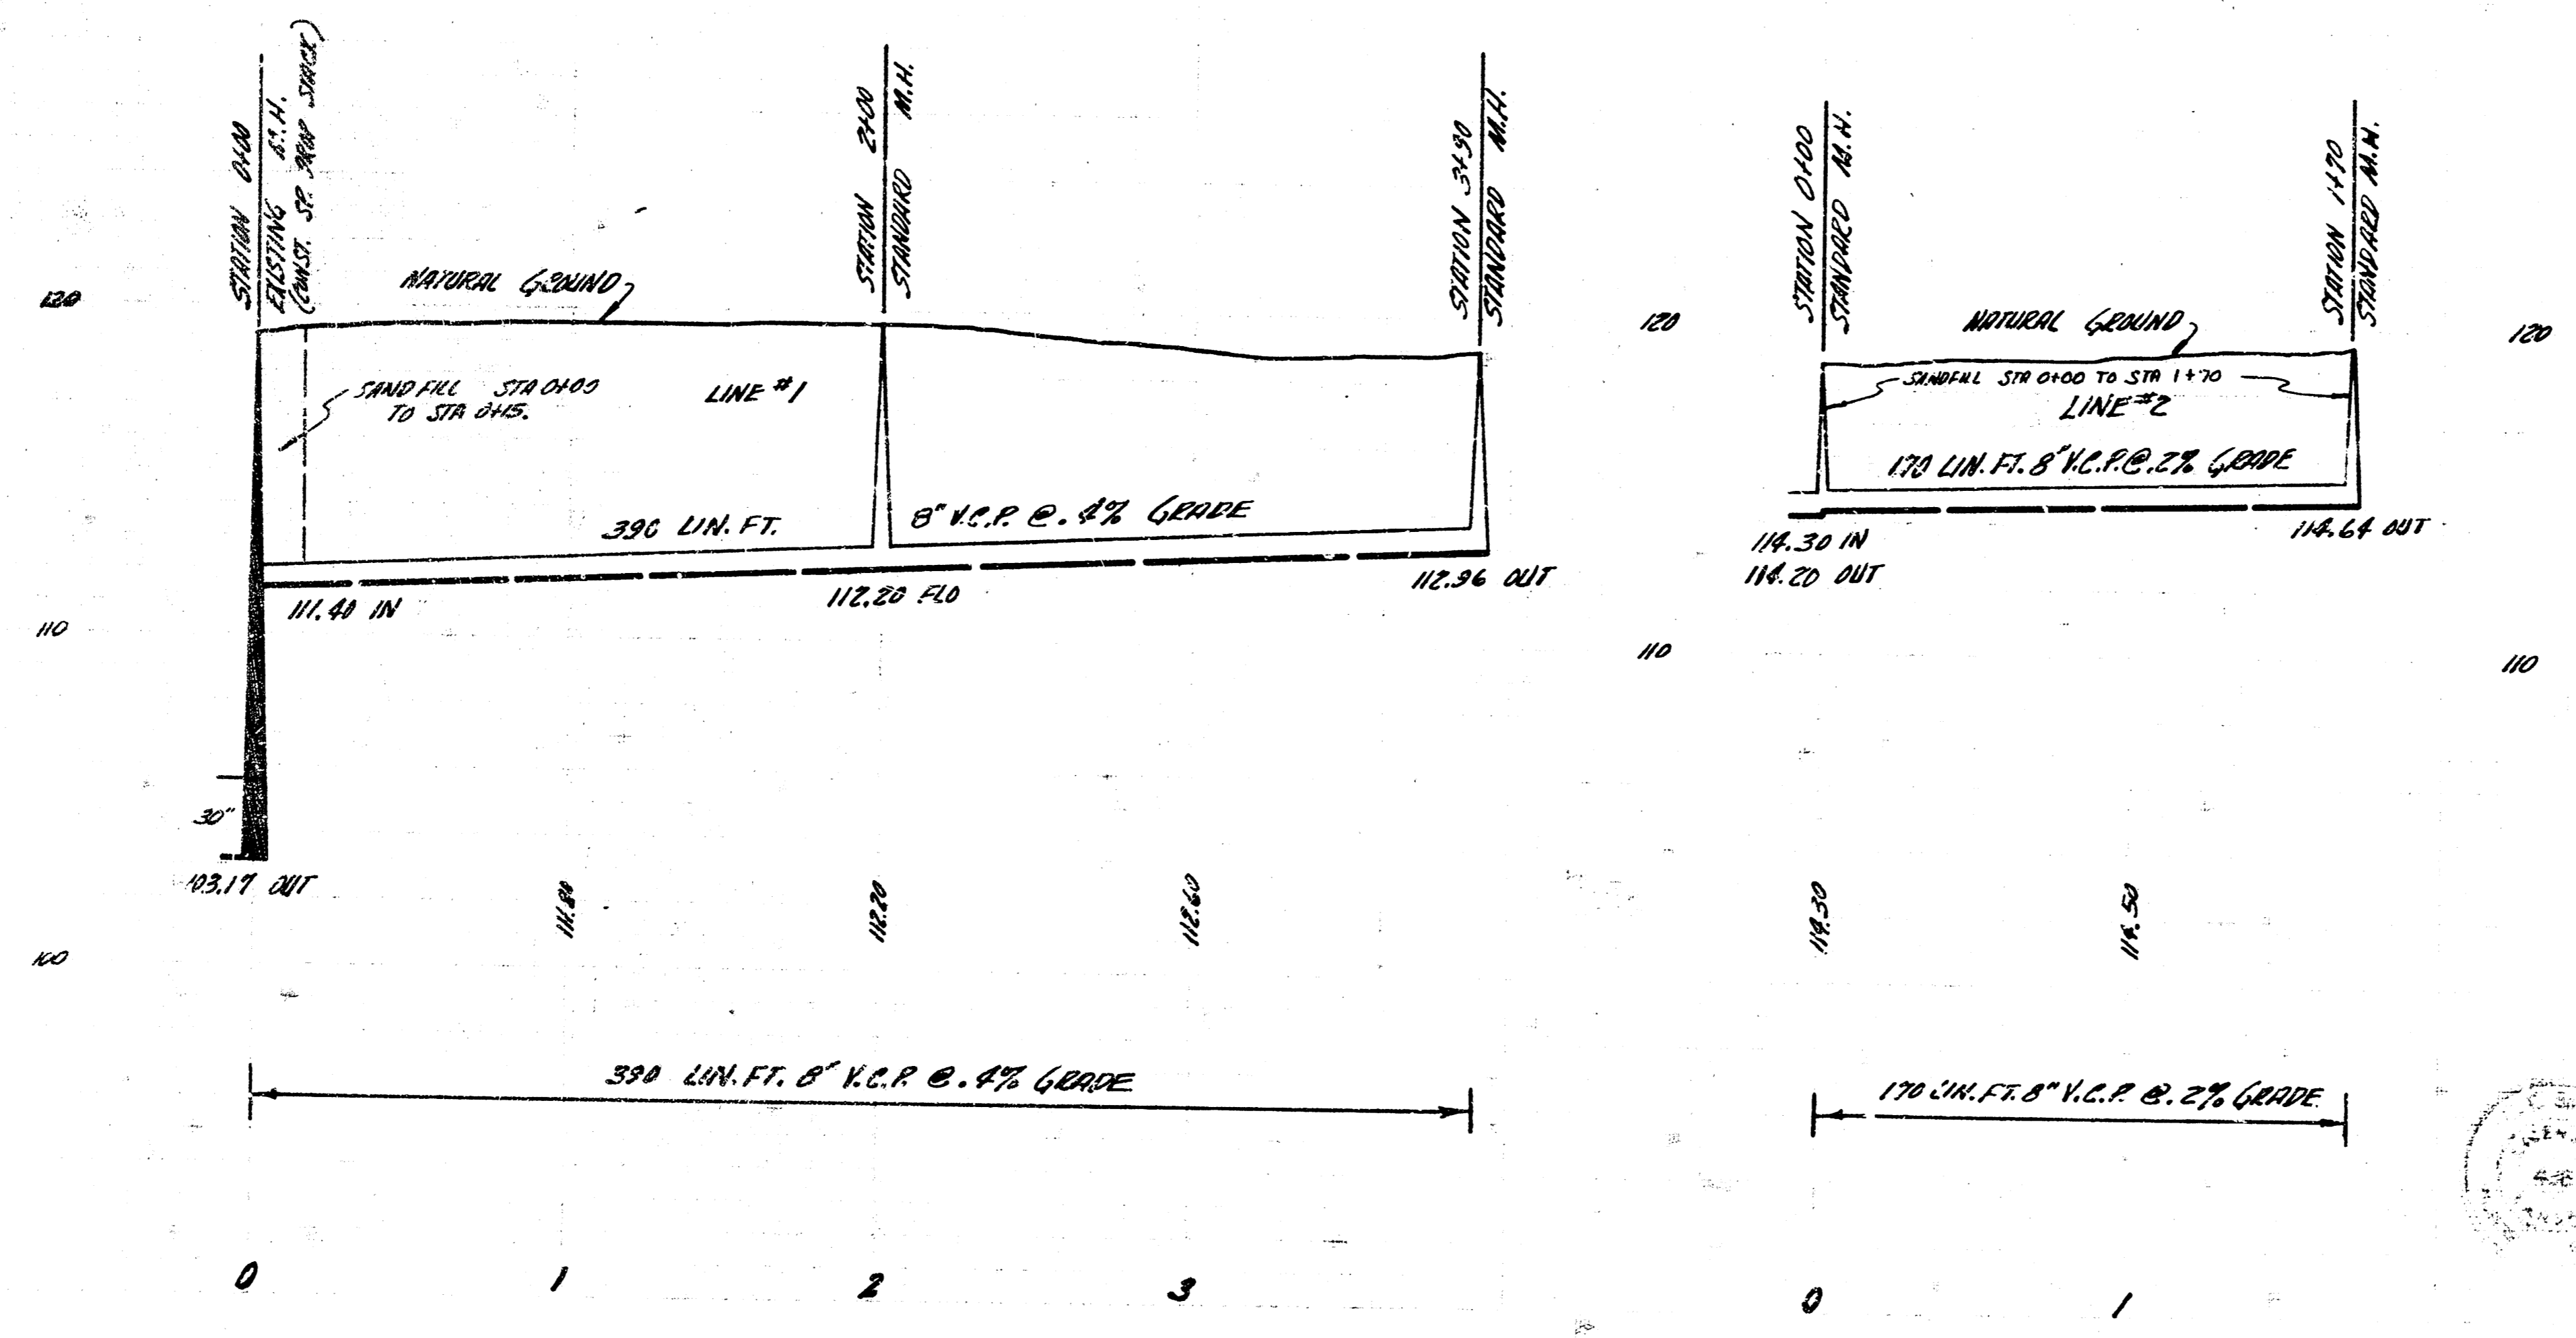 STATION 0+00
EXISTING M.H.
(CONST. SP. DROP STACK)
STATION 2+00
STANDARD M.H.
STATION 3+90
STANDARD M.H.
120
NATURAL GROUND
SANDFILL STA 0+00
TO STA 0+15.
LINE #1
390 LIN. FT.
8" V.C.P. @ .4% GRADE
111.40 IN
112.20 FLO
112.96 OUT
110
30"
103.17 OUT
111.80
112.20
112.60
100
390 LIN. FT. 8" V.C.P. @ .4% GRADE
0
1
2
3
STATION 0+00
STANDARD M.H.
STATION 1+70
STANDARD M.H.
120
NATURAL GROUND
120
SANDFILL STA 0+00 TO STA 1+70
LINE #2
170 LIN. FT. 8" V.C.P. @ .2% GRADE
114.30 IN
114.20 OUT
114.64 OUT
110
110
114.30
114.50
170 LIN. FT. 8" V.C.P. @ .2% GRADE
0
1